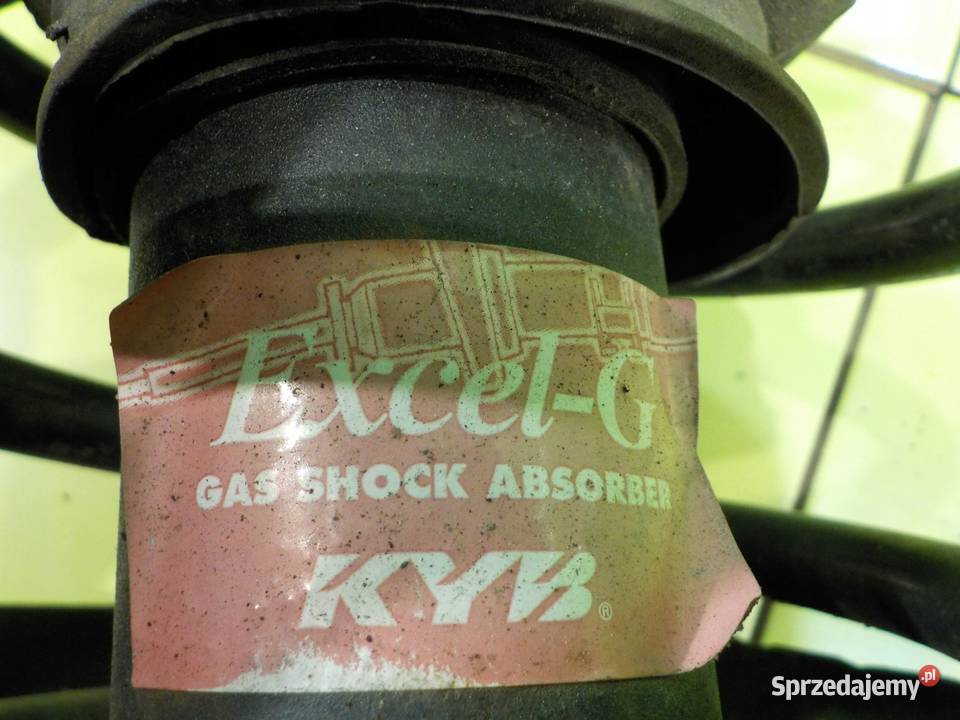 Excel-G
GAS SHOCK ABSORBER
KYB®
Sprzedajemy.pl